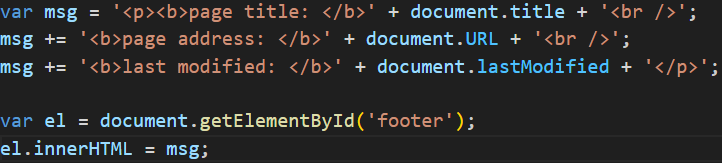 var msg = '<p><b>page title: </b>' + document.title + '<br />';
msg += '<b>page address: </b>' + document.URL + '<br />';
msg += '<b>last modified: </b>' + document.lastModified + '</p>';
var el = document.getElementById('footer');
el.innerHTML = msg;